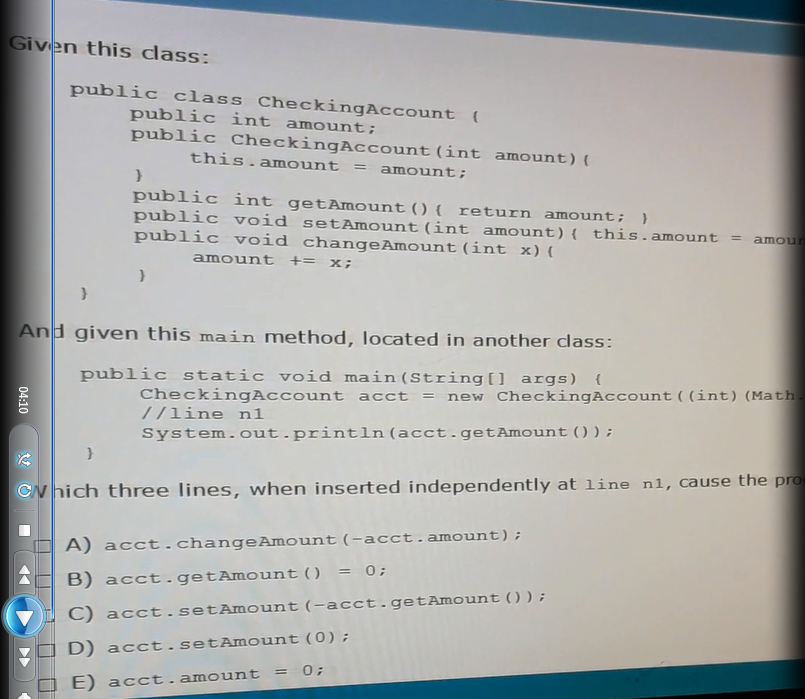 Given this class:
public class CheckingAccount {
public int amount;
public CheckingAccount(int amount){
this.amount = amount;
}
public int getAmount(){ return amount; }
public void setAmount(int amount){ this.amount = amoun
public void changeAmount(int x){
amount += x;
}
}
And given this main method, located in another class:
public static void main(String[] args) {
CheckingAccount acct = new CheckingAccount((int)(Math.
//line n1
System.out.println(acct.getAmount());
}
Which three lines, when inserted independently at line n1, cause the pro
A) acct.changeAmount(-acct.amount);
B) acct.getAmount() = 0;
C) acct.setAmount(-acct.getAmount());
D) acct.setAmount(0);
E) acct.amount = 0;
04:10